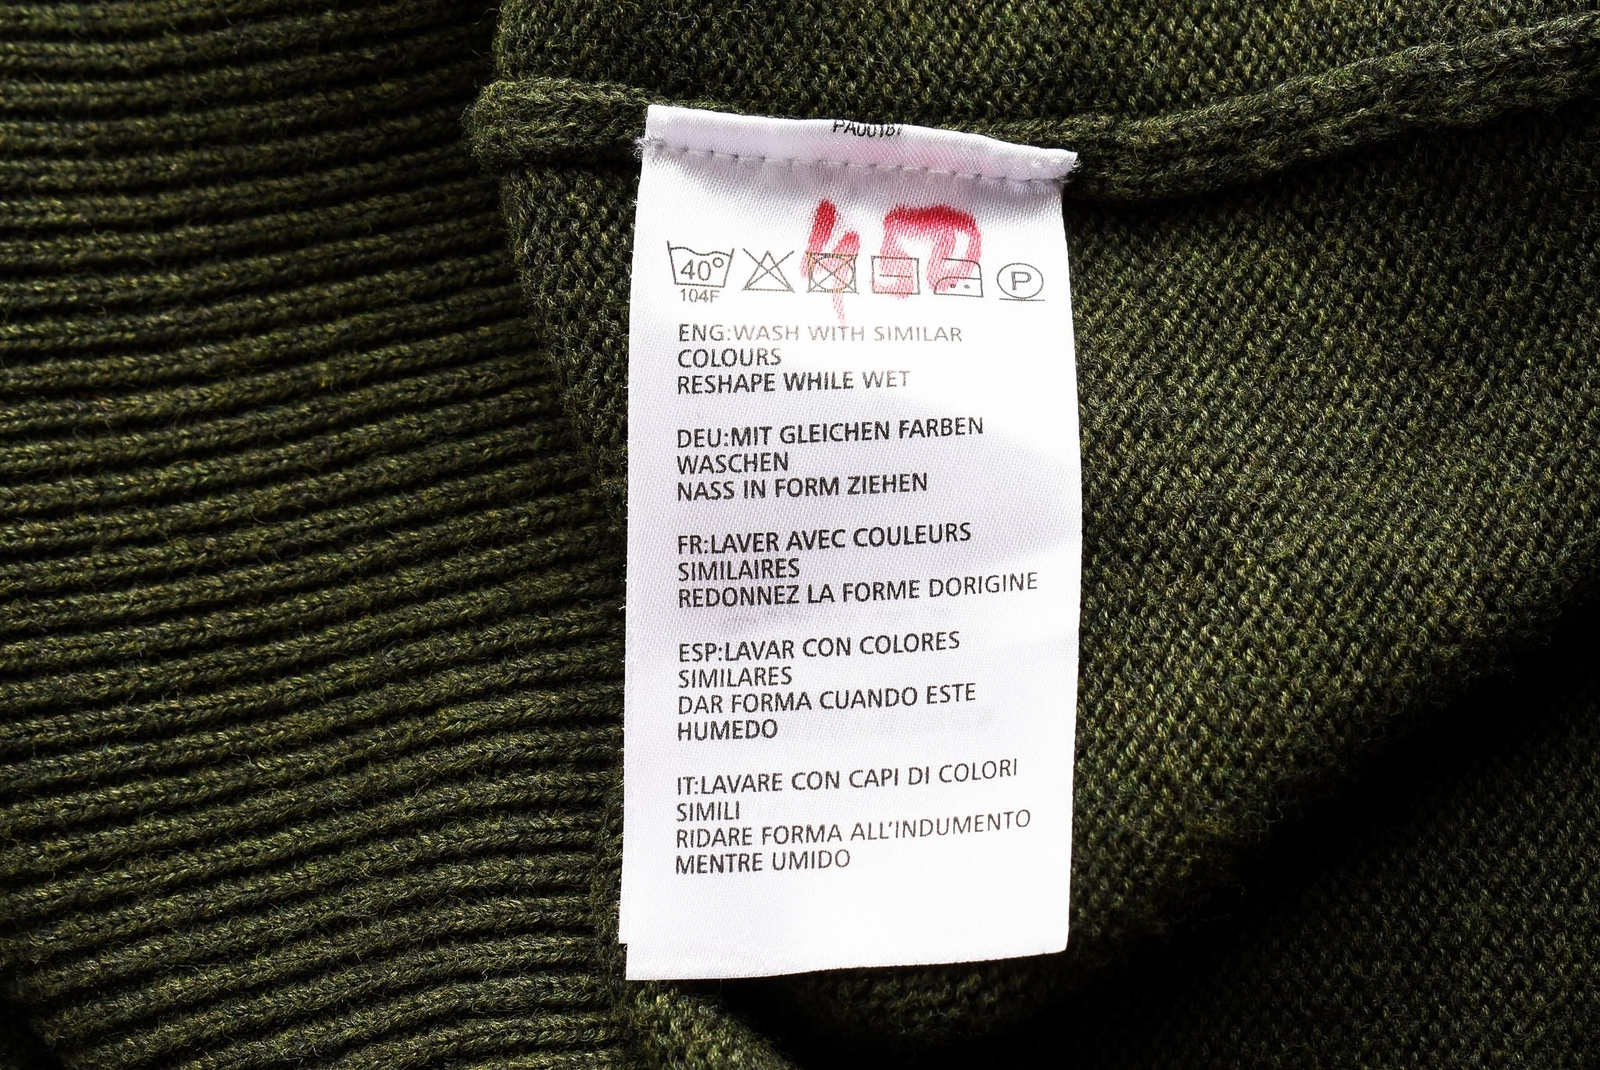 PA00187
450
40°
104F
P
ENG:WASH WITH SIMILAR
COLOURS
RESHAPE WHILE WET
DEU:MIT GLEICHEN FARBEN
WASCHEN
NASS IN FORM ZIEHEN
FR:LAVER AVEC COULEURS
SIMILAIRES
REDONNEZ LA FORME DORIGINE
ESP:LAVAR CON COLORES
SIMILARES
DAR FORMA CUANDO ESTE
HUMEDO
IT:LAVARE CON CAPI DI COLORI
SIMILI
RIDARE FORMA ALL'INDUMENTO
MENTRE UMIDO